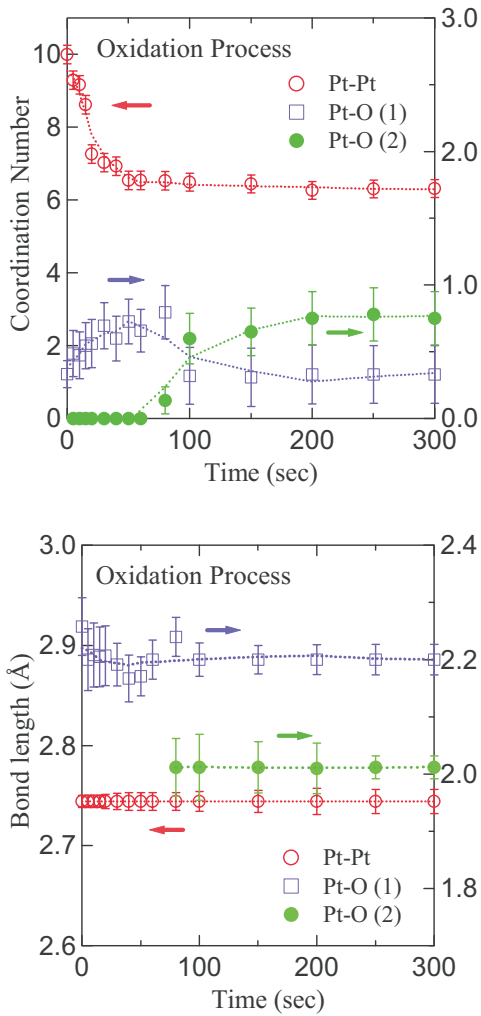 Oxidation Process
Pt-Pt
Pt-O (1)
Pt-O (2)
Coordination Number
10
8
6
4
2
0
3.0
2.0
1.0
0.0
0
100
200
300
Time (sec)
Oxidation Process
Bond length (Å)
3.0
2.9
2.8
2.7
2.6
2.4
2.2
2.0
1.8
Pt-Pt
Pt-O (1)
Pt-O (2)
0
100
200
300
Time (sec)